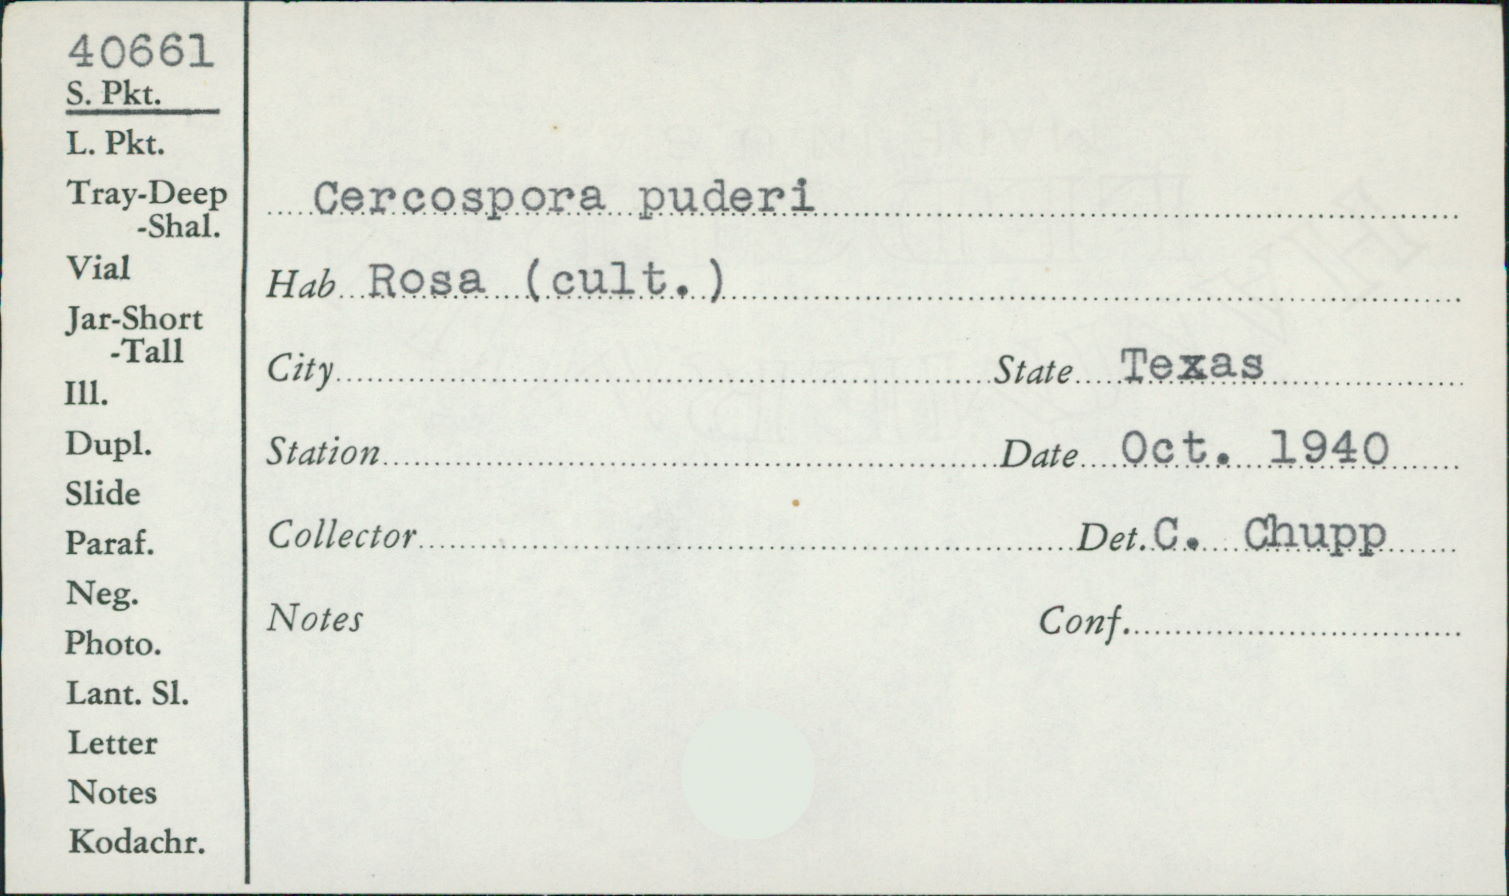 40661
S. Pkt.
L. Pkt.
Tray-Deep
-Shal.
Vial
Jar-Short
-Tall
Ill.
Dupl.
Slide
Paraf.
Neg.
Photo.
Lant. Sl.
Letter
Notes
Kodachr.
Cercospora puderi
Hab Rosa (cult.)
City State Texas
Station Date Oct. 1940
Collector Det. C. Chupp
Notes Conf.